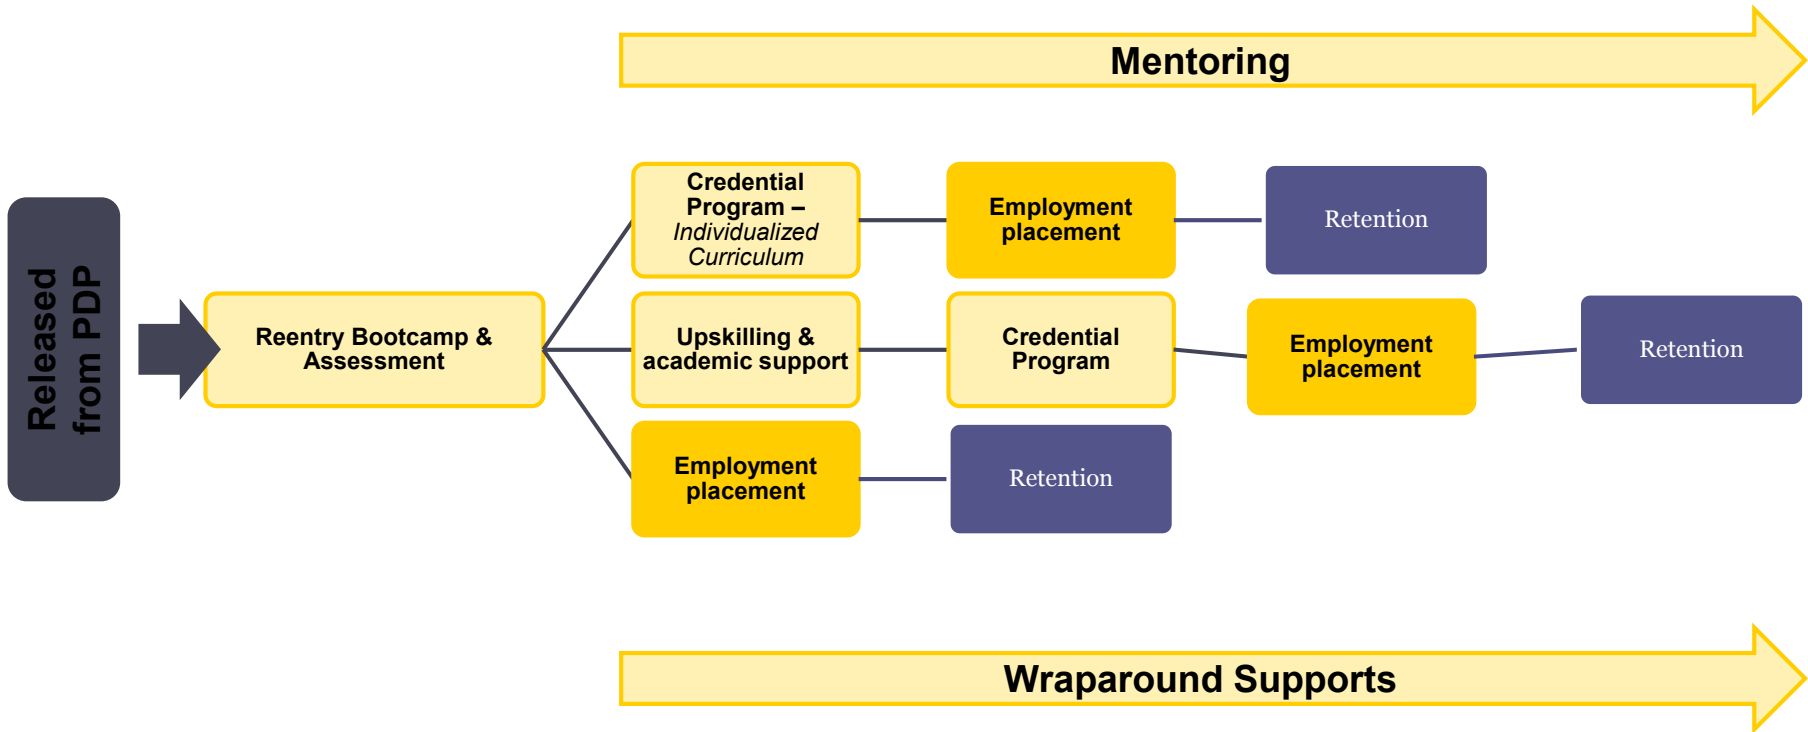 Mentoring
Released
from PDP
Reentry Bootcamp &
Assessment
Credential
Program –
Individualized
Curriculum
Employment
placement
Retention
Upskilling &
academic support
Credential
Program
Employment
placement
Retention
Employment
placement
Retention
Wraparound Supports